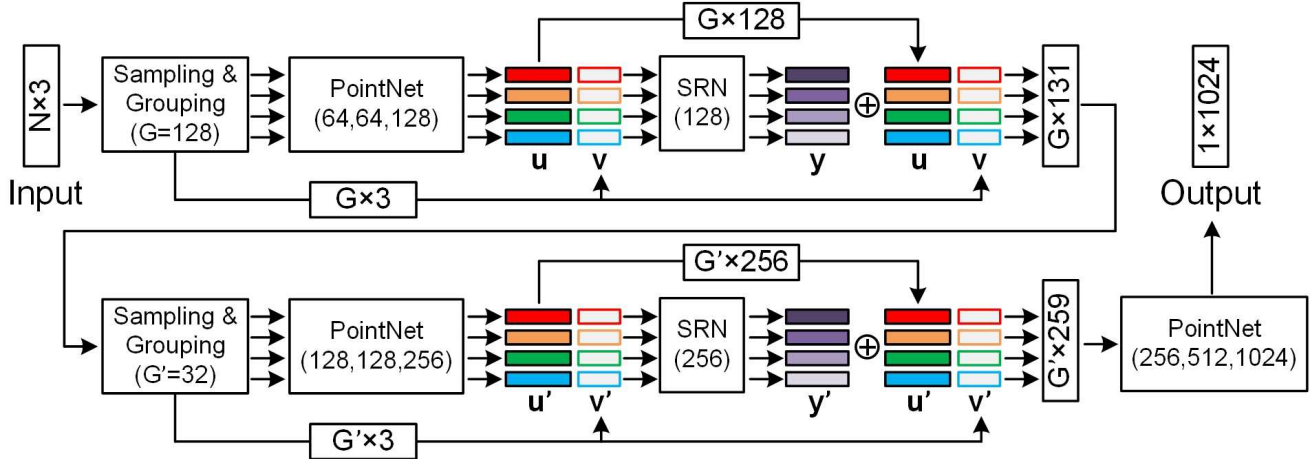 N×3
Input
Sampling &
Grouping
(G=128)
PointNet
(64,64,128)
G×128
u
v
SRN
(128)
y
⊕
u
v
G×131
G×3
1×1024
Output
Sampling &
Grouping
(G'=32)
PointNet
(128,128,256)
G'×256
u'
v'
SRN
(256)
y'
⊕
u'
v'
G'×259
G'×3
PointNet
(256,512,1024)